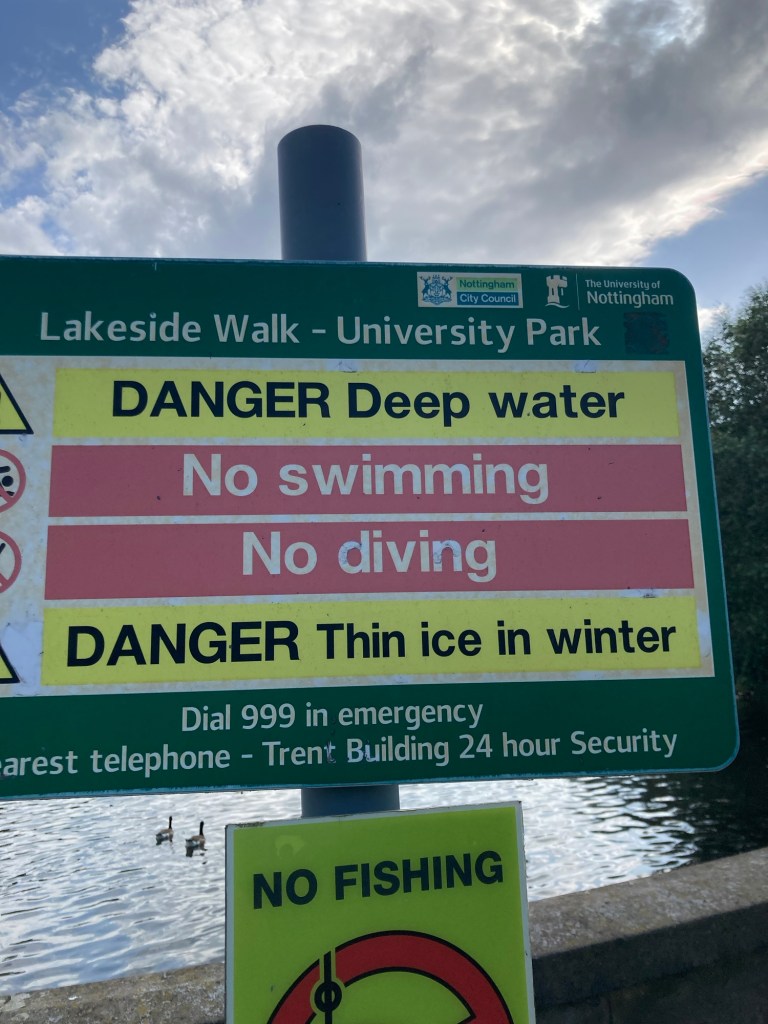 Nottingham
City Council
The University of
Nottingham
Lakeside Walk - University Park
DANGER Deep water
No swimming
No diving
DANGER Thin ice in winter
Dial 999 in emergency
earest telephone - Trent Building 24 hour Security
NO FISHING